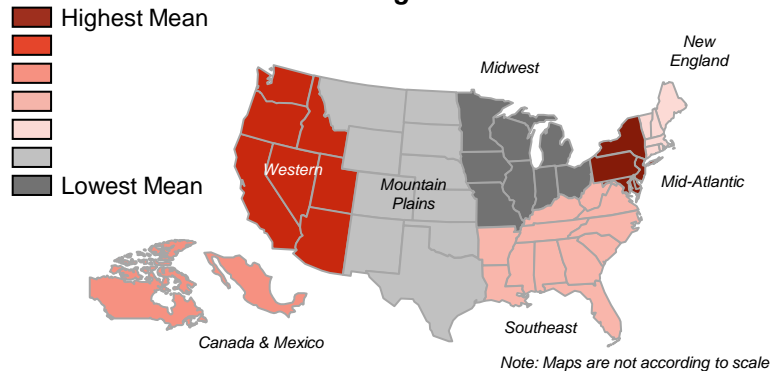 Highest Mean
Lowest Mean
New
England
Midwest
Western
Mountain
Plains
Mid-Atlantic
Southeast
Canada & Mexico
Note: Maps are not according to scale